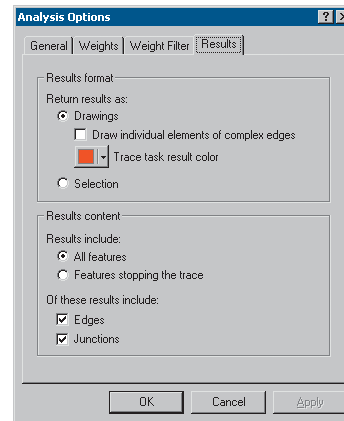 Analysis Options
General Weights Weight Filter Results
Results format
Return results as:
Drawings
Draw individual elements of complex edges
Trace task result color
Selection
Results content
Results include:
All features
Features stopping the trace
Of these results include:
Edges
Junctions
OK Cancel Apply